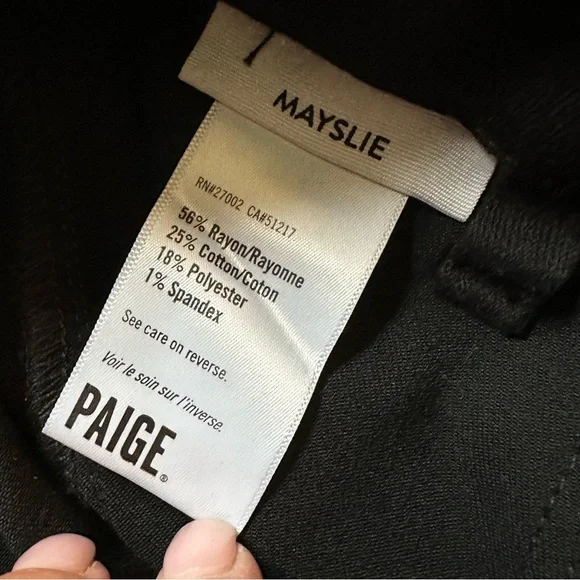 MAYSLIE
RN#27002 CA#51217
56% Rayon/Rayonne
25% Cotton/Coton
18% Polyester
1% Spandex
See care on reverse.
Voir le soin sur l'inverse.
PAIGE®